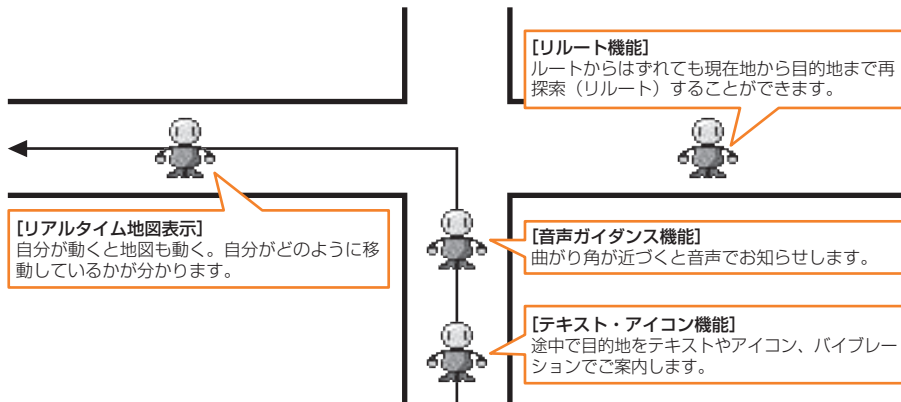 [リルート機能]
ルートからはずれても現在地から目的地まで再
探索（リルート）することができます。
[リアルタイム地図表示]
自分が動くと地図も動く。自分がどのように移
動しているかが分かります。
[音声ガイダンス機能]
曲がり角が近づくと音声でお知らせします。
[テキスト・アイコン機能]
途中で目的地をテキストやアイコン、バイブレー
ションでご案内します。